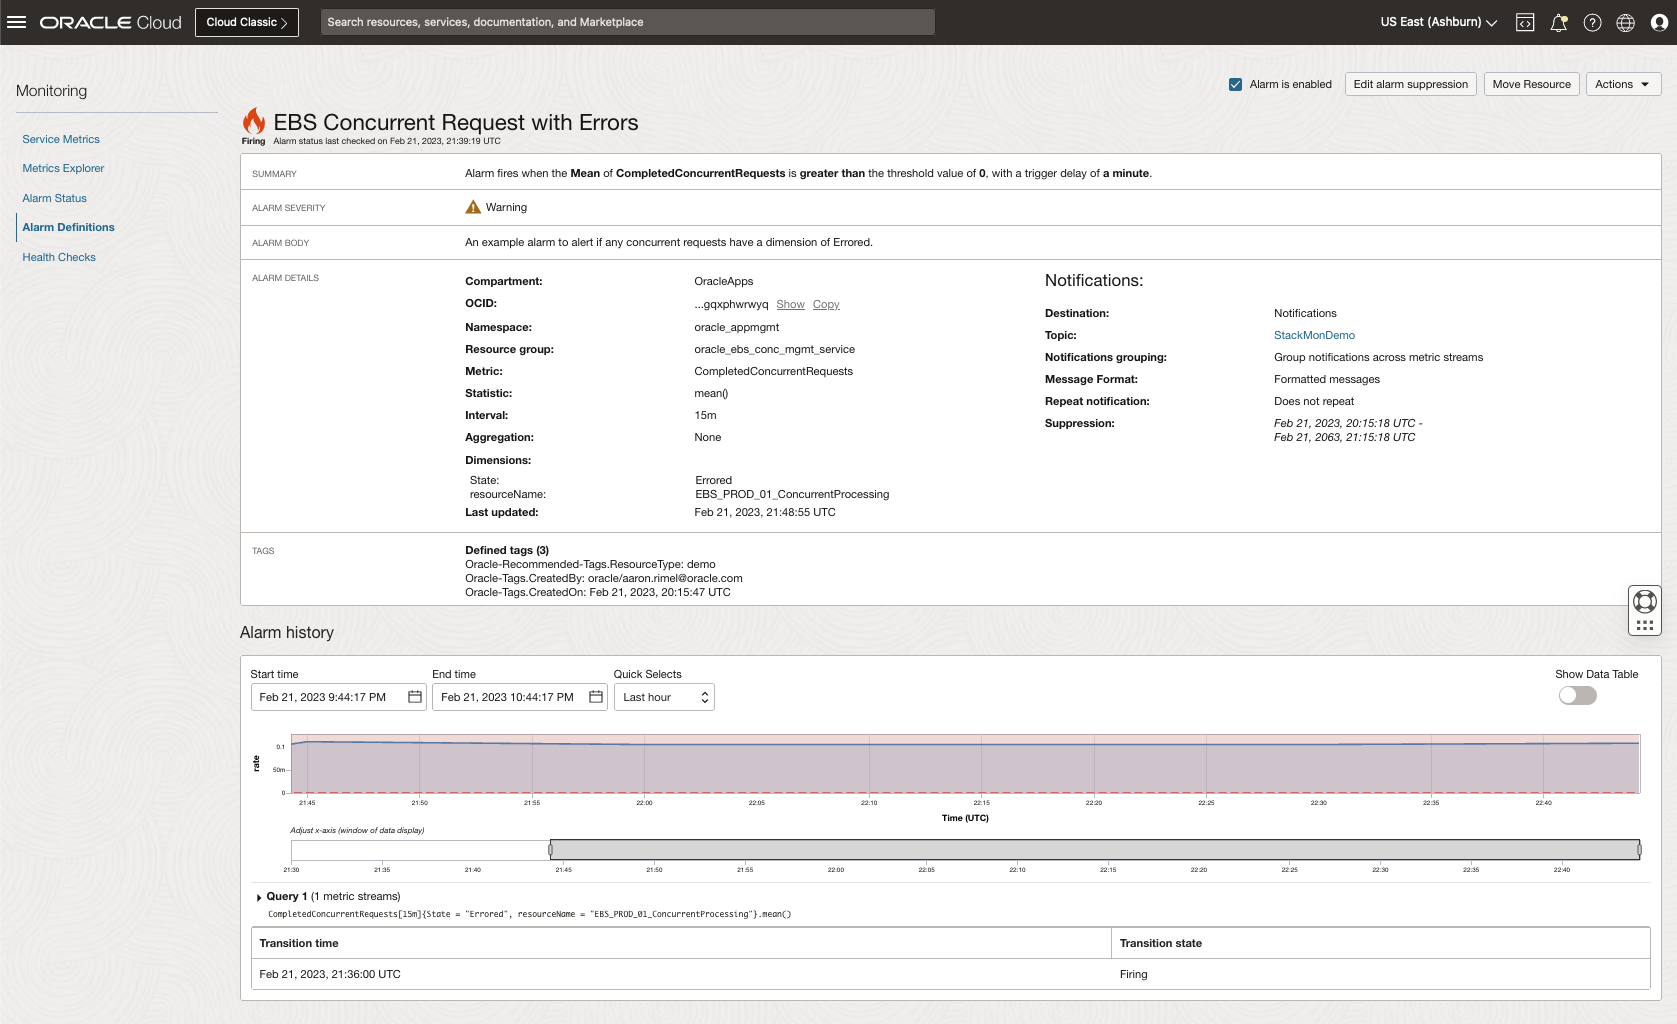 ORACLE Cloud
Cloud Classic
Search resources, services, documentation, and Marketplace
US East (Ashburn)
Monitoring
Service Metrics
Metrics Explorer
Alarm Status
Alarm Definitions
Health Checks
Alarm is enabled
Edit alarm suppression
Move Resource
Actions
EBS Concurrent Request with Errors
Firing Alarm status last checked on Feb 21, 2023, 21:39:19 UTC
SUMMARY Alarm fires when the Mean of CompletedConcurrentRequests is greater than the threshold value of 0, with a trigger delay of a minute.
ALARM SEVERITY Warning
ALARM BODY An example alarm to alert if any concurrent requests have a dimension of Errored.
ALARM DETAILS
Compartment: OracleApps
OCID: ...gqxphwrwyq Show Copy
Namespace: oracle_appmgmt
Resource group: oracle_ebs_conc_mgmt_service
Metric: CompletedConcurrentRequests
Statistic: mean()
Interval: 15m
Aggregation: None
Dimensions:
State: Errored
resourceName: EBS_PROD_01_ConcurrentProcessing
Last updated: Feb 21, 2023, 21:48:55 UTC
Notifications:
Destination: Notifications
Topic: StackMonDemo
Notifications grouping: Group notifications across metric streams
Message Format: Formatted messages
Repeat notification: Does not repeat
Suppression: Feb 21, 2023, 20:15:18 UTC -
Feb 21, 2063, 21:15:18 UTC
TAGS
Defined tags (3)
Oracle-Recommended-Tags.ResourceType: demo
Oracle-Tags.CreatedBy: oracle/aaron.rimel@oracle.com
Oracle-Tags.CreatedOn: Feb 21, 2023, 20:15:47 UTC
Alarm history
Start time End time Quick Selects
Feb 21, 2023 9:44:17 PM Feb 21, 2023 10:44:17 PM Last hour
Show Data Table
rate
0.1
50m
0
21:45 21:50 21:55 22:00 22:05 22:10 22:15 22:20 22:25 22:30 22:35 22:40
Time (UTC)
Adjust x-axis (window of data display)
21:30 21:35 21:40 21:45 21:50 21:55 22:00 22:05 22:10 22:15 22:20 22:25 22:30 22:35 22:40
Query 1 (1 metric streams)
CompletedConcurrentRequests[15m]{State = "Errored", resourceName = "EBS_PROD_01_ConcurrentProcessing"}.mean()
Transition time Transition state
Feb 21, 2023, 21:36:00 UTC Firing